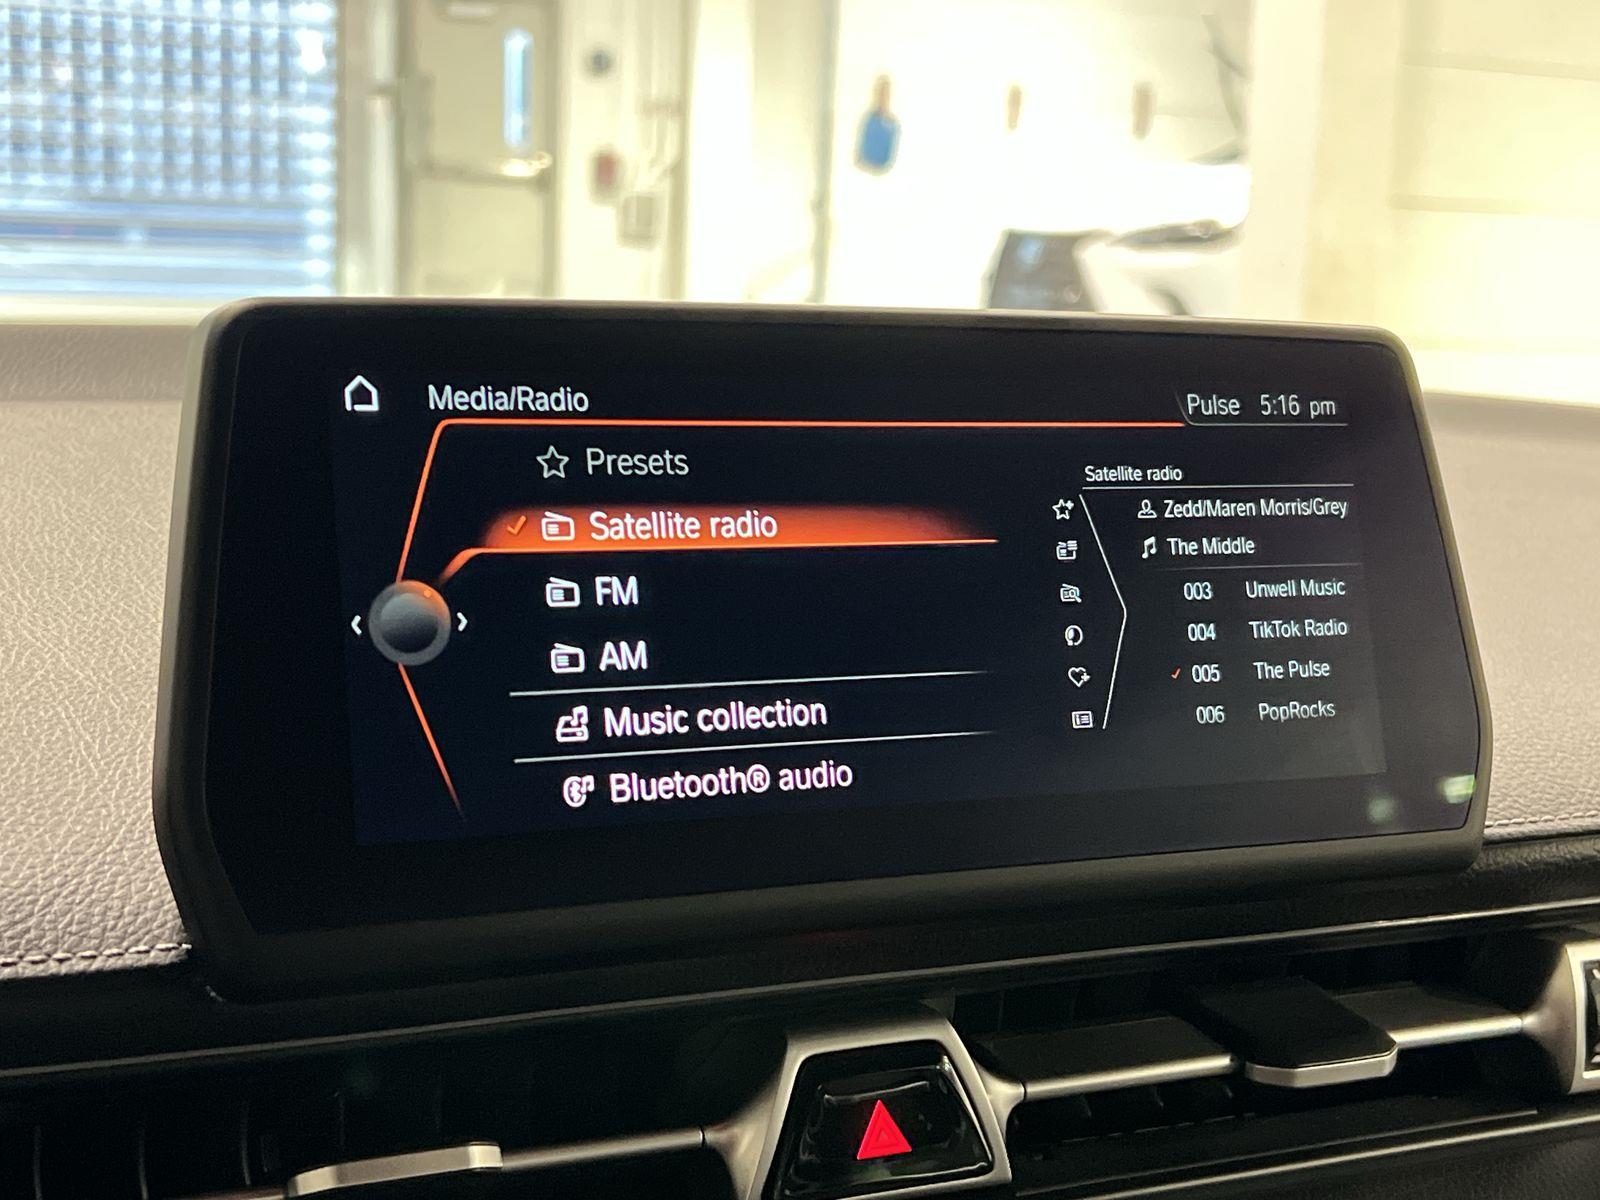 Media/Radio
Pulse 5:16 pm
Presets
Satellite radio
FM
AM
Music collection
Bluetooth® audio
Satellite radio
Zedd/Maren Morris/Grey
The Middle
003 Unwell Music
004 TikTok Radio
005 The Pulse
006 PopRocks